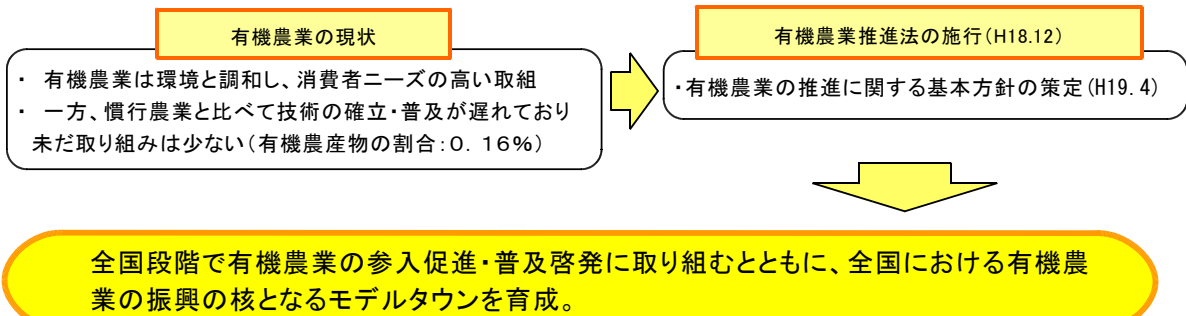 有機農業の現状
・ 有機農業は環境と調和し、消費者ニーズの高い取組
・ 一方、慣行農業と比べて技術の確立・普及が遅れており
未だ取り組みは少ない(有機農産物の割合:0.16%)
有機農業推進法の施行(H18.12)
・有機農業の推進に関する基本方針の策定(H19.4)
全国段階で有機農業の参入促進・普及啓発に取り組むとともに、全国における有機農
業の振興の核となるモデルタウンを育成。